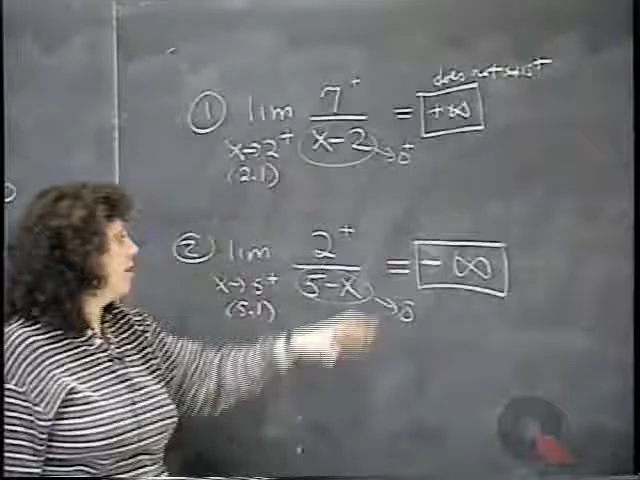 does not exist
① lim 7⁺ / x-2 = +∞
x→2⁺ →0⁺
(2.1)
② lim 2⁺ / 5-x = -∞
x→5⁺ →0⁻
(5.1)